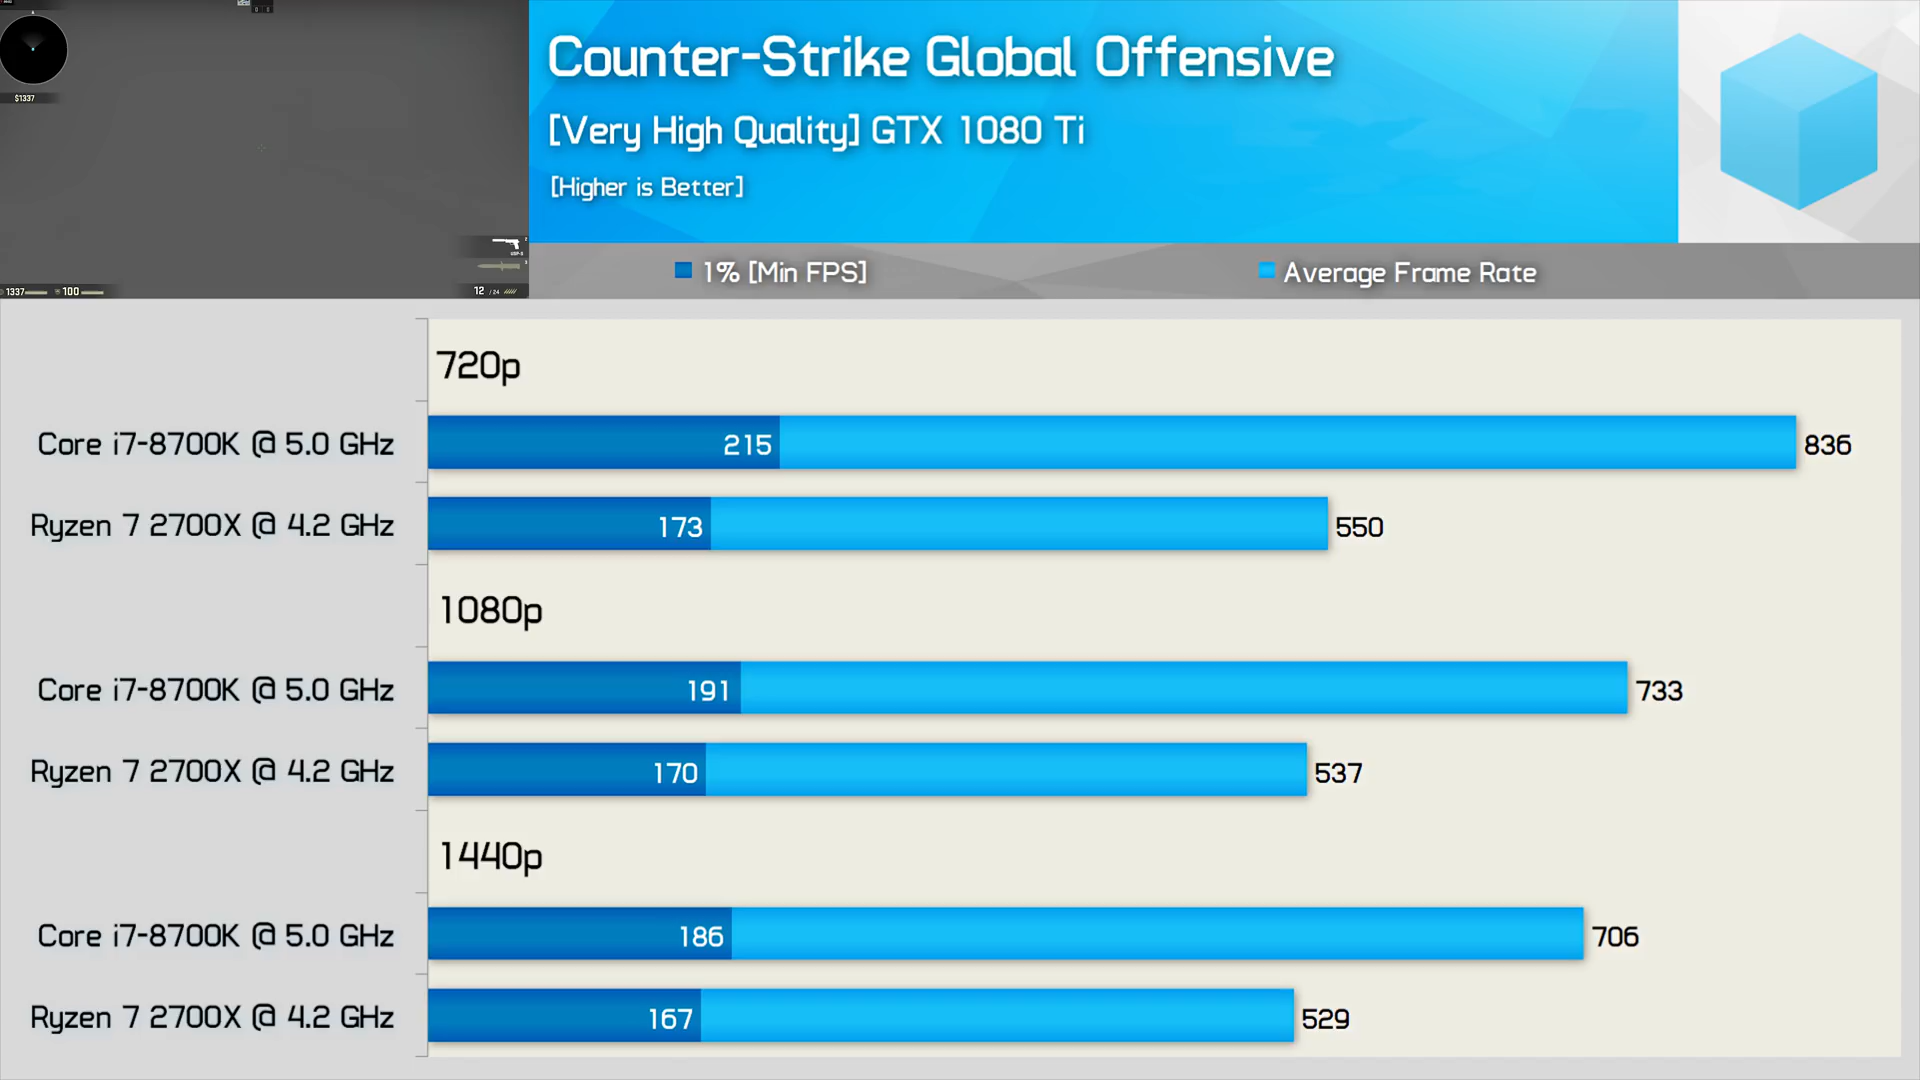 $1337
1337
100
12 / 24
Counter-Strike Global Offensive
[Very High Quality] GTX 1080 Ti
[Higher is Better]
1% [Min FPS]
Average Frame Rate
720p
Core i7-8700K @ 5.0 GHz 215 836
Ryzen 7 2700X @ 4.2 GHz 173 550
1080p
Core i7-8700K @ 5.0 GHz 191 733
Ryzen 7 2700X @ 4.2 GHz 170 537
1440p
Core i7-8700K @ 5.0 GHz 186 706
Ryzen 7 2700X @ 4.2 GHz 167 529